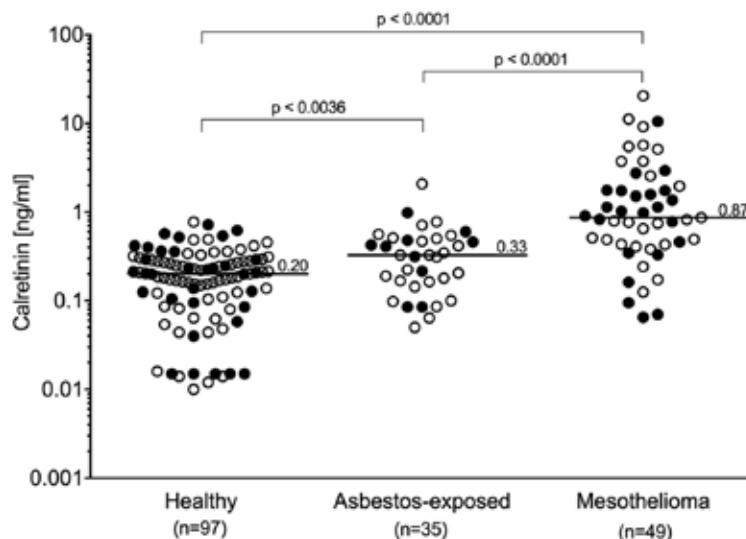 p < 0.0001
p < 0.0001
p < 0.0036
Calretinin [ng/ml]
100
10
1
0.1
0.01
0.001
0.20
0.33
0.87
Healthy
(n=97)
Asbestos-exposed
(n=35)
Mesothelioma
(n=49)